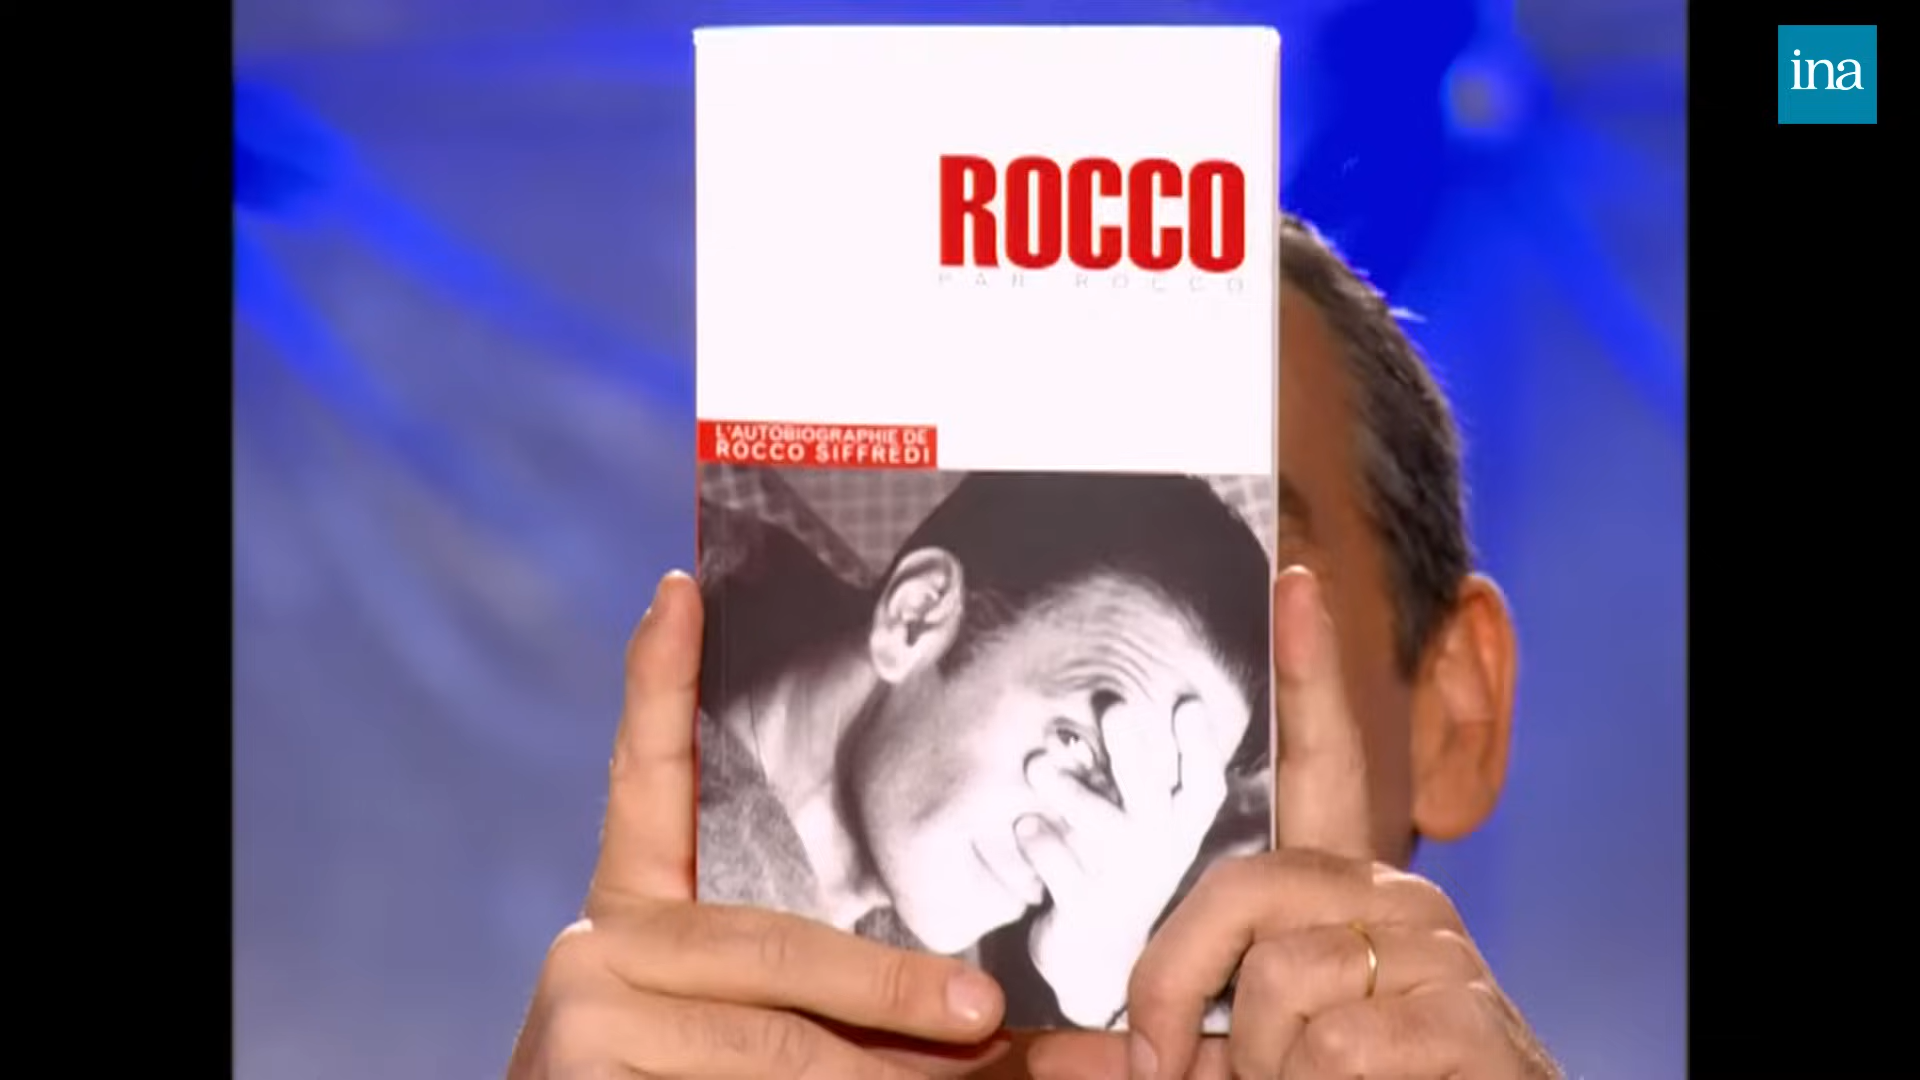 ina
ROCCO
PAR ROCCO
L'AUTOBIOGRAPHIE DE
ROCCO SIFFREDI